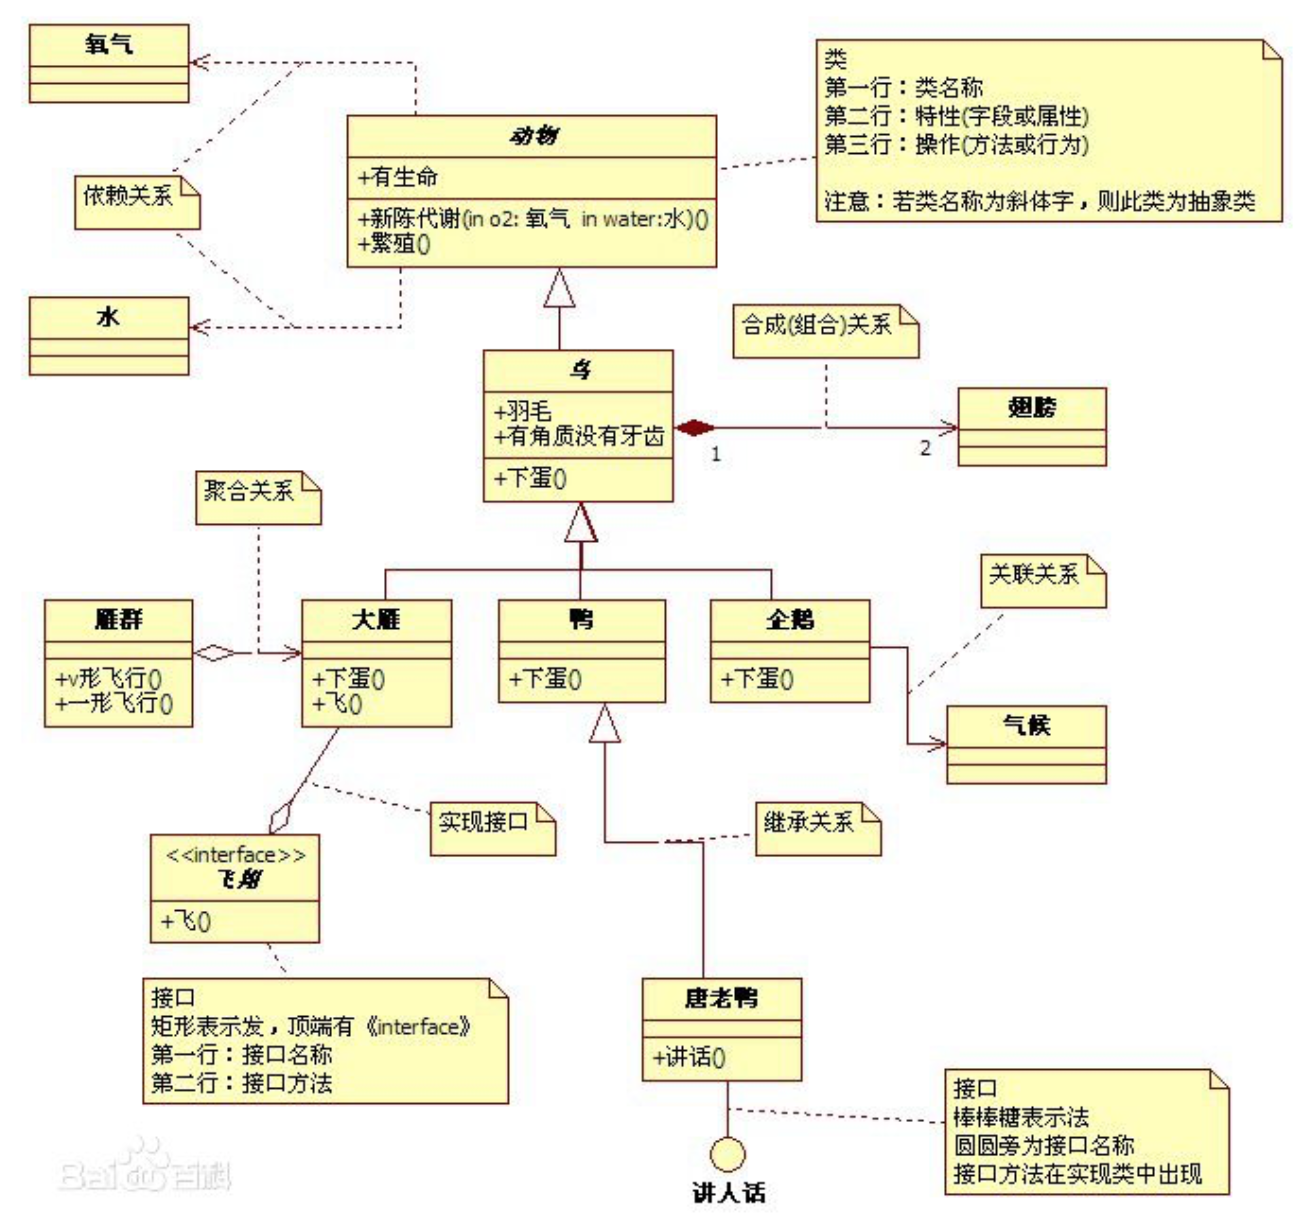 氧气
动物
+有生命
+新陈代谢(in o2: 氧气 in water:水)()
+繁殖()
类
第一行：类名称
第二行：特性(字段或属性)
第三行：操作(方法或行为)
注意：若类名称为斜体字，则此类为抽象类
依赖关系
水
合成(组合)关系
鸟
+羽毛
+有角质没有牙齿
+下蛋()
1
2
翅膀
聚合关系
关联关系
雁群
+v形飞行()
+一形飞行()
大雁
+下蛋()
+飞()
鸭
+下蛋()
企鹅
+下蛋()
气候
实现接口
继承关系
<<interface>>
飞翔
+飞()
接口
矩形表示发，顶端有《interface》
第一行：接口名称
第二行：接口方法
唐老鸭
+讲话()
讲人话
接口
棒棒糖表示法
圆圆旁为接口名称
接口方法在实现类中出现
Bai du 百科